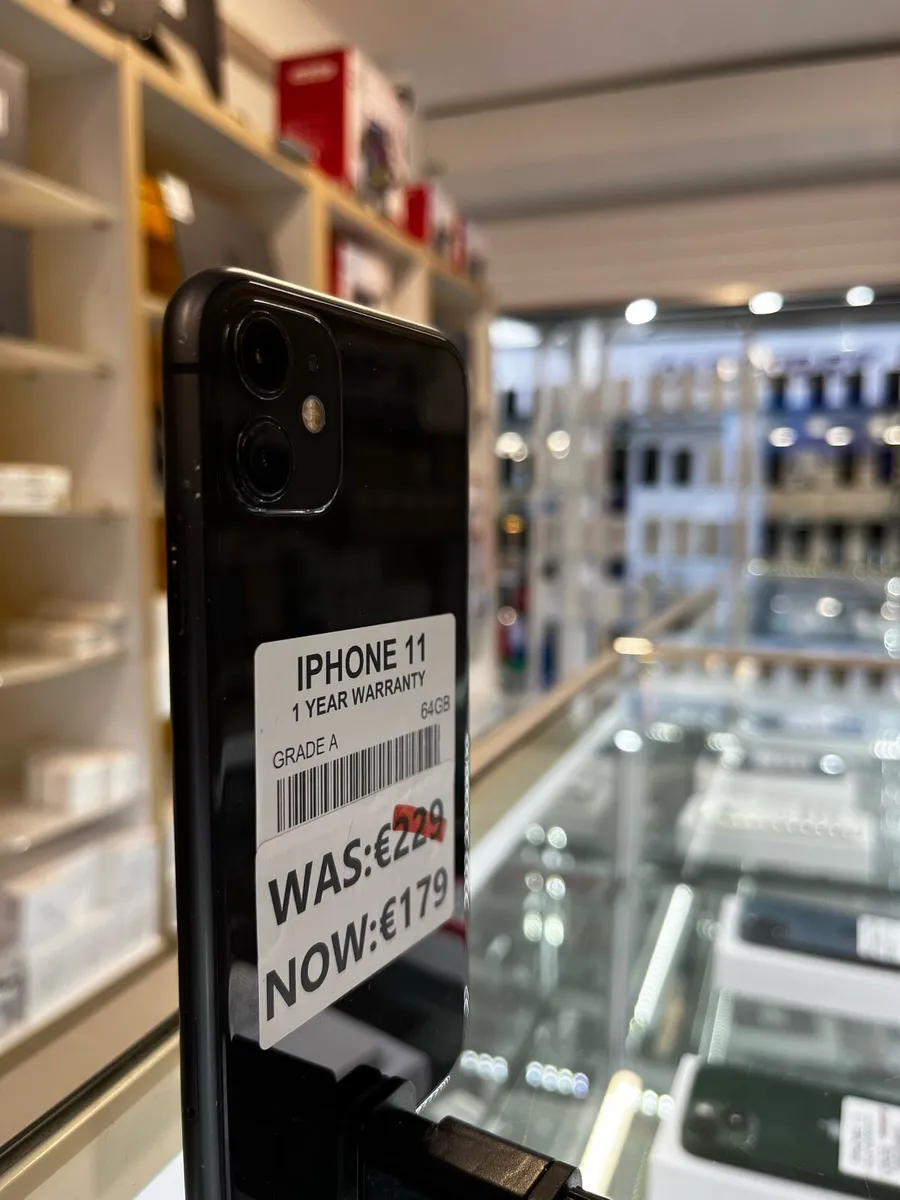 IPHONE 11
1 YEAR WARRANTY
64GB
GRADE A
WAS:€229
NOW:€179